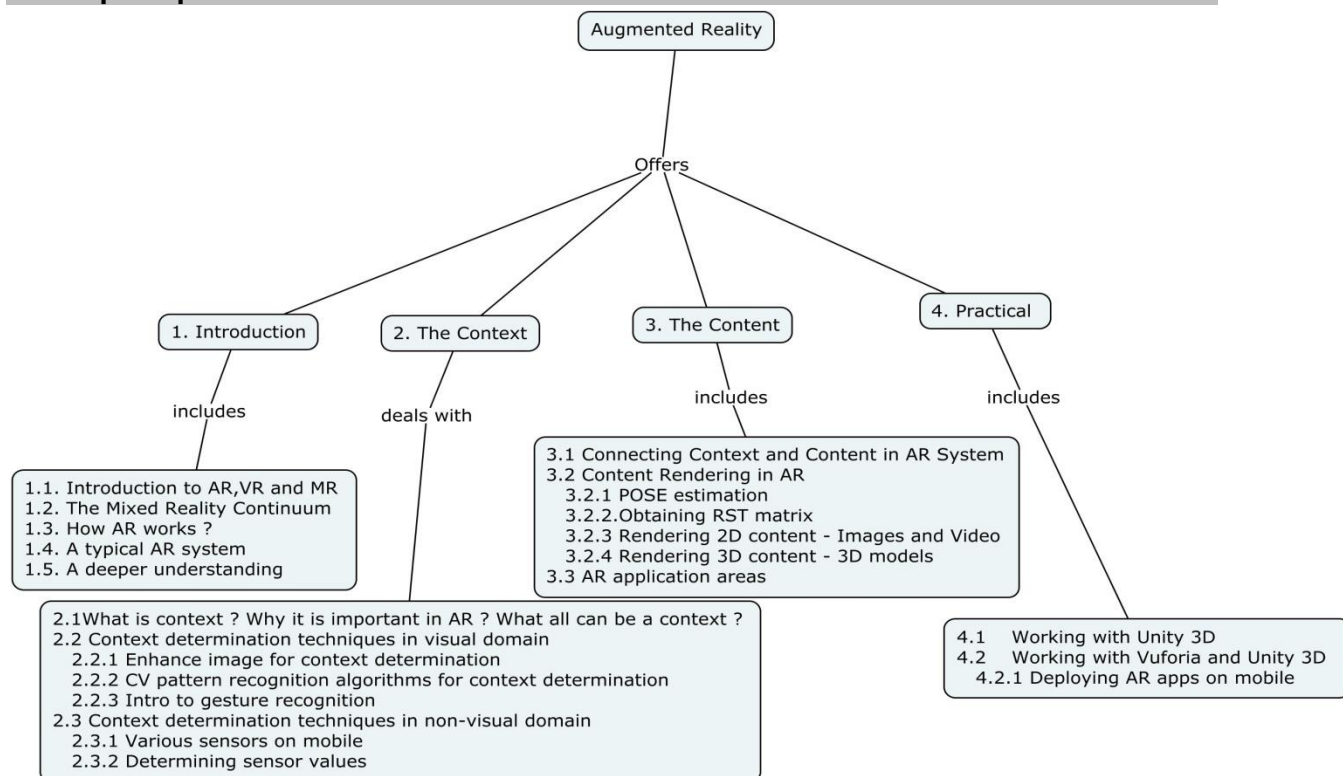 Augmented Reality
Offers
1. Introduction
2. The Context
3. The Content
4. Practical
includes
deals with
includes
includes
1.1. Introduction to AR,VR and MR
1.2. The Mixed Reality Continuum
1.3. How AR works ?
1.4. A typical AR system
1.5. A deeper understanding
2.1What is context ? Why it is important in AR ? What all can be a context ?
2.2 Context determination techniques in visual domain
2.2.1 Enhance image for context determination
2.2.2 CV pattern recognition algorithms for context determination
2.2.3 Intro to gesture recognition
2.3 Context determination techniques in non-visual domain
2.3.1 Various sensors on mobile
2.3.2 Determining sensor values
3.1 Connecting Context and Content in AR System
3.2 Content Rendering in AR
3.2.1 POSE estimation
3.2.2.Obtaining RST matrix
3.2.3 Rendering 2D content - Images and Video
3.2.4 Rendering 3D content - 3D models
3.3 AR application areas
4.1 Working with Unity 3D
4.2 Working with Vuforia and Unity 3D
4.2.1 Deploying AR apps on mobile